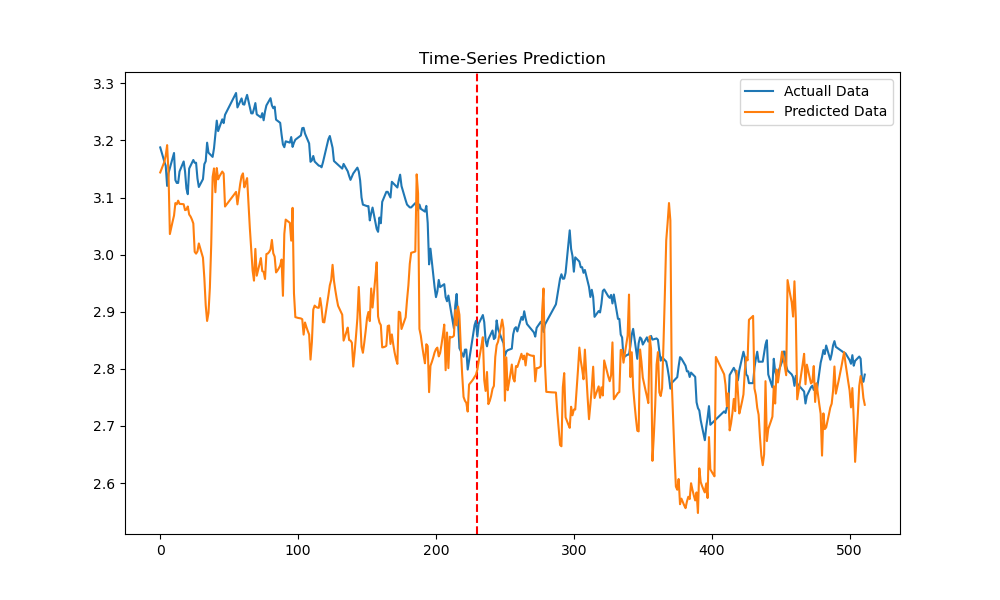 Time-Series Prediction
Actuall Data
Predicted Data
3.3
3.2
3.1
3.0
2.9
2.8
2.7
2.6
0 100 200 300 400 500